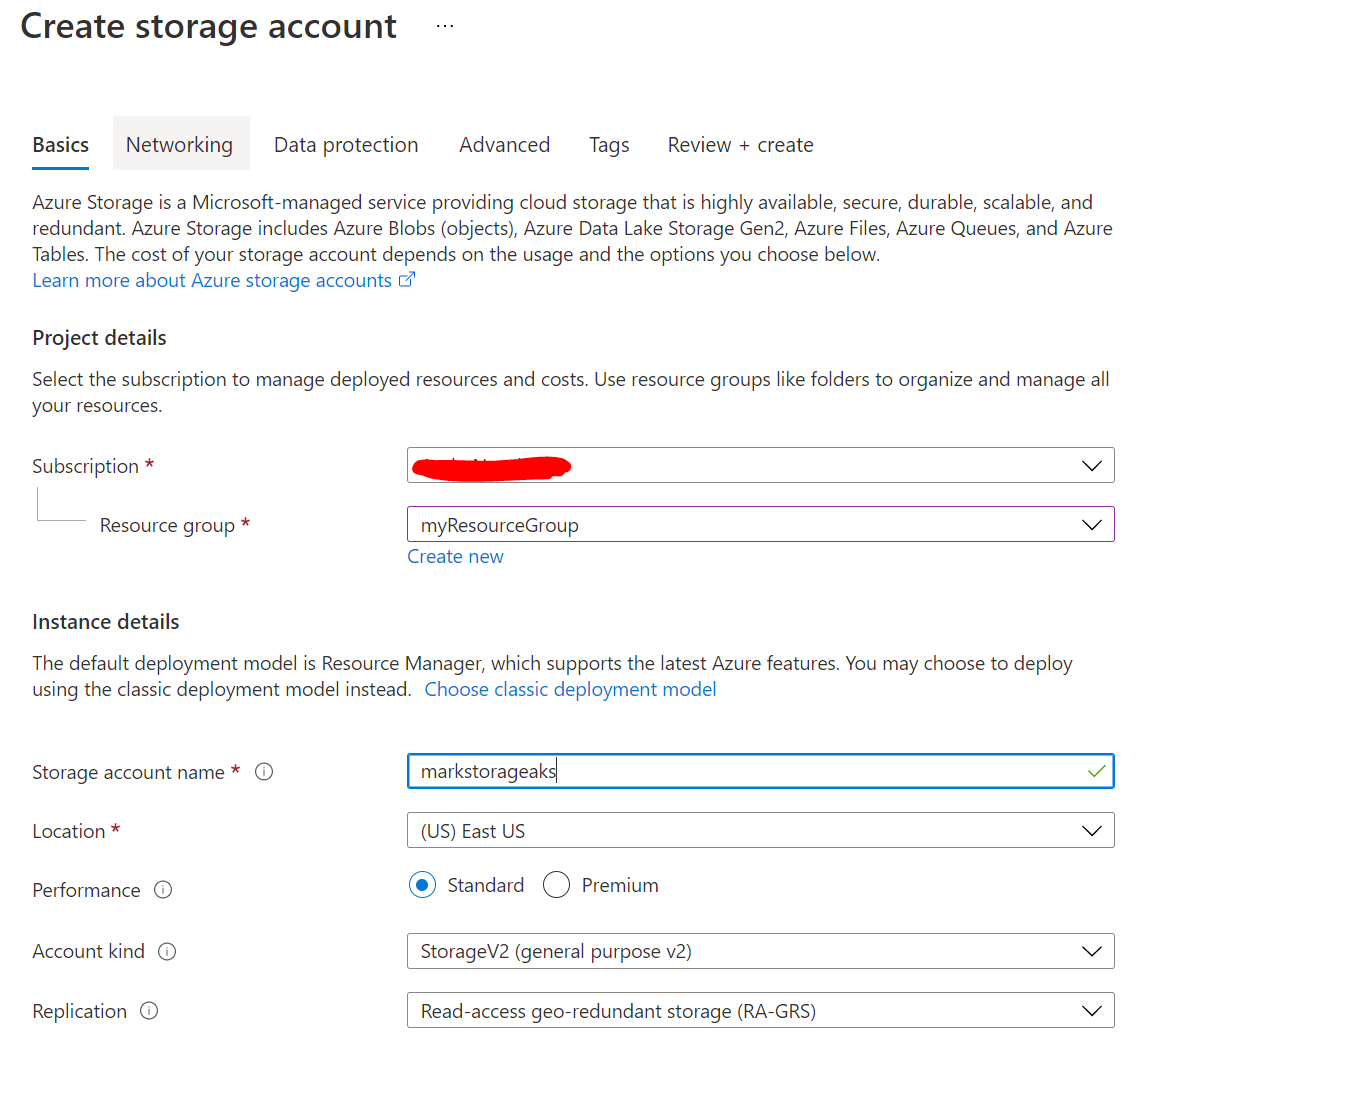 Create storage account ...
Basics Networking Data protection Advanced Tags Review + create
Azure Storage is a Microsoft-managed service providing cloud storage that is highly available, secure, durable, scalable, and
redundant. Azure Storage includes Azure Blobs (objects), Azure Data Lake Storage Gen2, Azure Files, Azure Queues, and Azure
Tables. The cost of your storage account depends on the usage and the options you choose below.
Learn more about Azure storage accounts
Project details
Select the subscription to manage deployed resources and costs. Use resource groups like folders to organize and manage all
your resources.
Subscription *
Resource group * myResourceGroup
Create new
Instance details
The default deployment model is Resource Manager, which supports the latest Azure features. You may choose to deploy
using the classic deployment model instead. Choose classic deployment model
Storage account name * markstorageaks
Location * (US) East US
Performance Standard Premium
Account kind StorageV2 (general purpose v2)
Replication Read-access geo-redundant storage (RA-GRS)